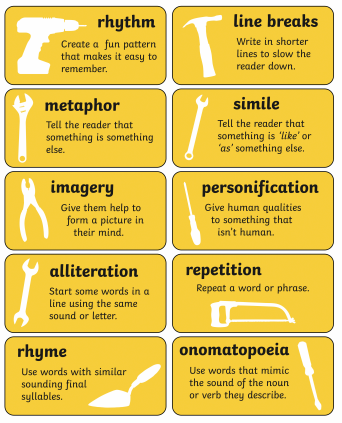 rhythm
Create a fun pattern
that makes it easy to
remember.
line breaks
Write in shorter
lines to slow the
reader down.
metaphor
Tell the reader that
something is something
else.
simile
Tell the reader that
something is 'like' or
'as' something else.
imagery
Give them help to
form a picture in
their mind.
personification
Give human qualities
to something that
isn't human.
alliteration
Start some words in a
line using the same
sound or letter.
repetition
Repeat a word or phrase.
rhyme
Use words with similar
sounding final
syllables.
onomatopoeia
Use words that mimic
the sound of the noun
or verb they describe.